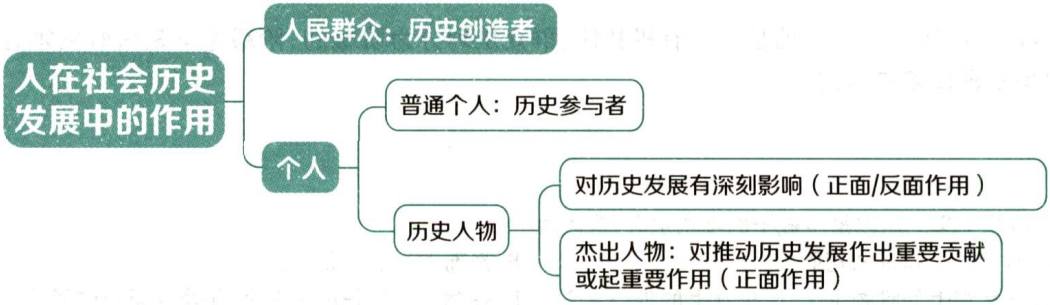 人民群众：历史创造者
人在社会历史
发展中的作用
普通个人：历史参与者
个人
对历史发展有深刻影响（正面/反面作用）
历史人物
杰出人物：对推动历史发展作出重要贡献
或起重要作用（正面作用）